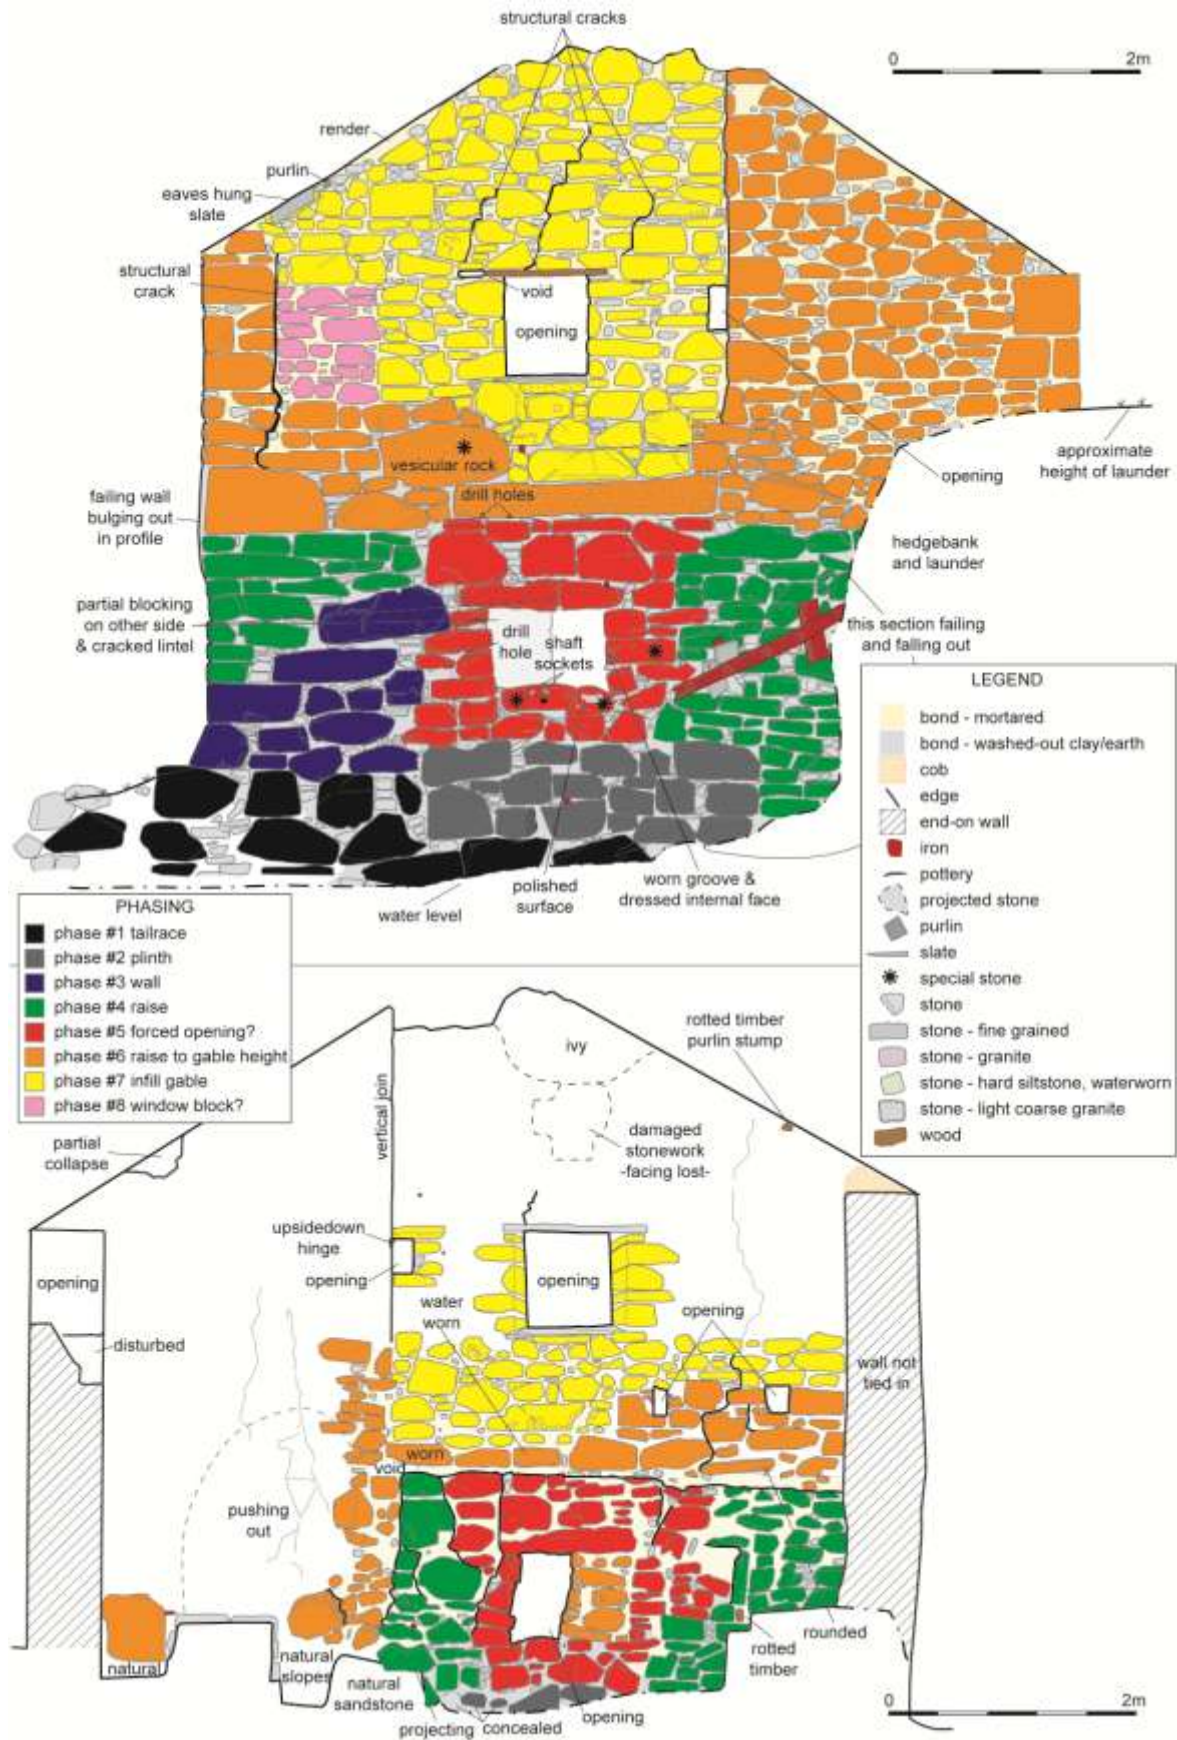 structural cracks
0 2m
render
purlin
eaves hung
slate
structural
crack
void
opening
vesicular rock
drill holes
opening
approximate
height of launder
failing wall
bulging out
in profile
hedgebank
and launder
partial blocking
on other side
& cracked lintel
drill
hole
shaft
sockets
this section failing
and falling out
LEGEND
bond - mortared
bond - washed-out clay/earth
cob
edge
end-on wall
iron
pottery
projected stone
purlin
slate
special stone
stone
stone - fine grained
stone - granite
stone - hard siltstone, waterworn
stone - light coarse granite
wood
water level
polished
surface
worn groove &
dressed internal face
PHASING
phase #1 tailrace
phase #2 plinth
phase #3 wall
phase #4 raise
phase #5 forced opening?
phase #6 raise to gable height
phase #7 infill gable
phase #8 window block?
ivy
rotted timber
purlin stump
vertical join
partial
collapse
damaged
stonework
-facing lost-
upsidedown
hinge
opening
opening
opening
water
worn
opening
disturbed
wall not
tied in
worn
void
pushing
out
natural
natural
slopes
natural
sandstone
projecting
concealed
opening
rotted
timber
rounded
0 2m